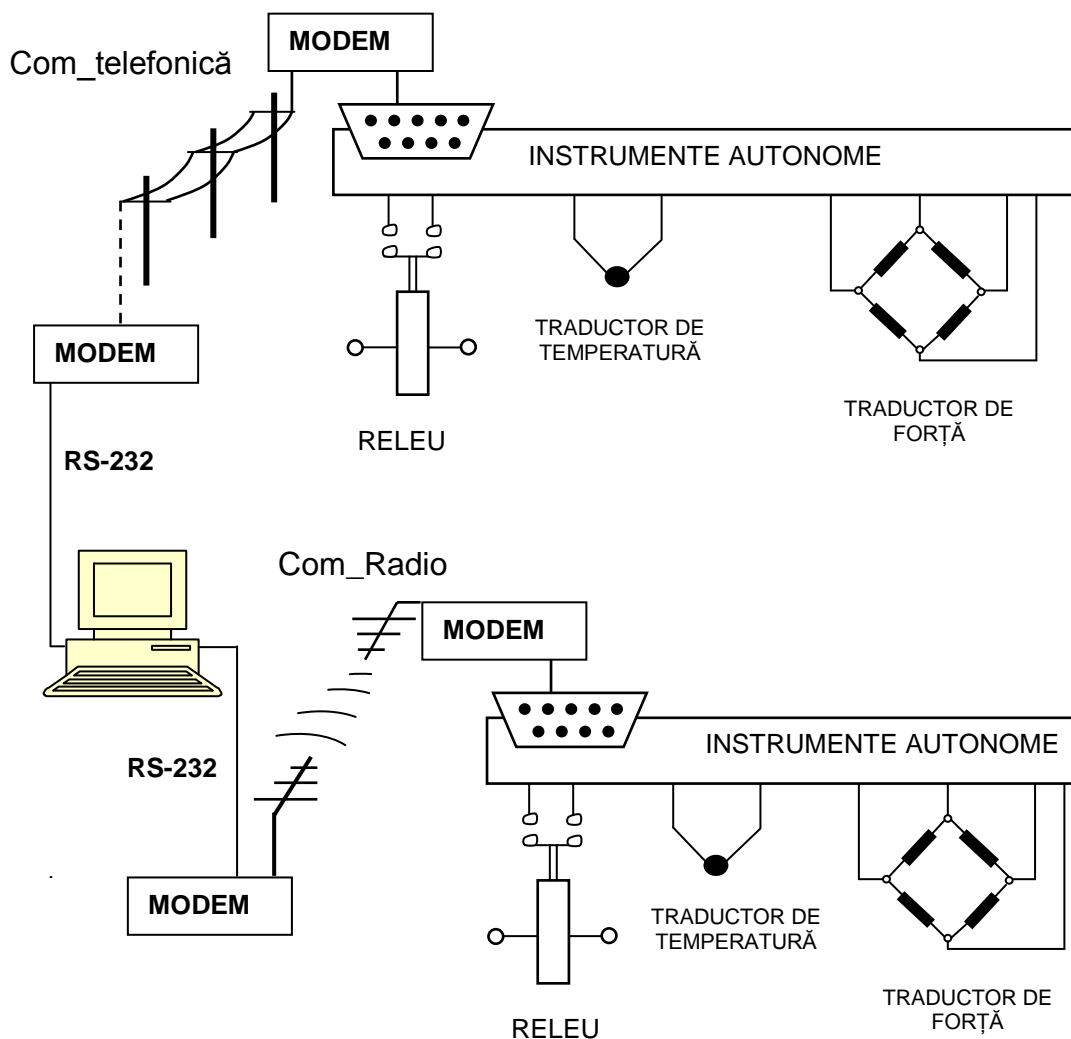 MODEM
Com_telefonică
INSTRUMENTE AUTONOME
TRADUCTOR DE
TEMPERATURĂ
MODEM
TRADUCTOR DE
FORȚĂ
RELEU
RS-232
Com_Radio
MODEM
INSTRUMENTE AUTONOME
RS-232
MODEM
TRADUCTOR DE
TEMPERATURĂ
TRADUCTOR DE
FORȚĂ
RELEU